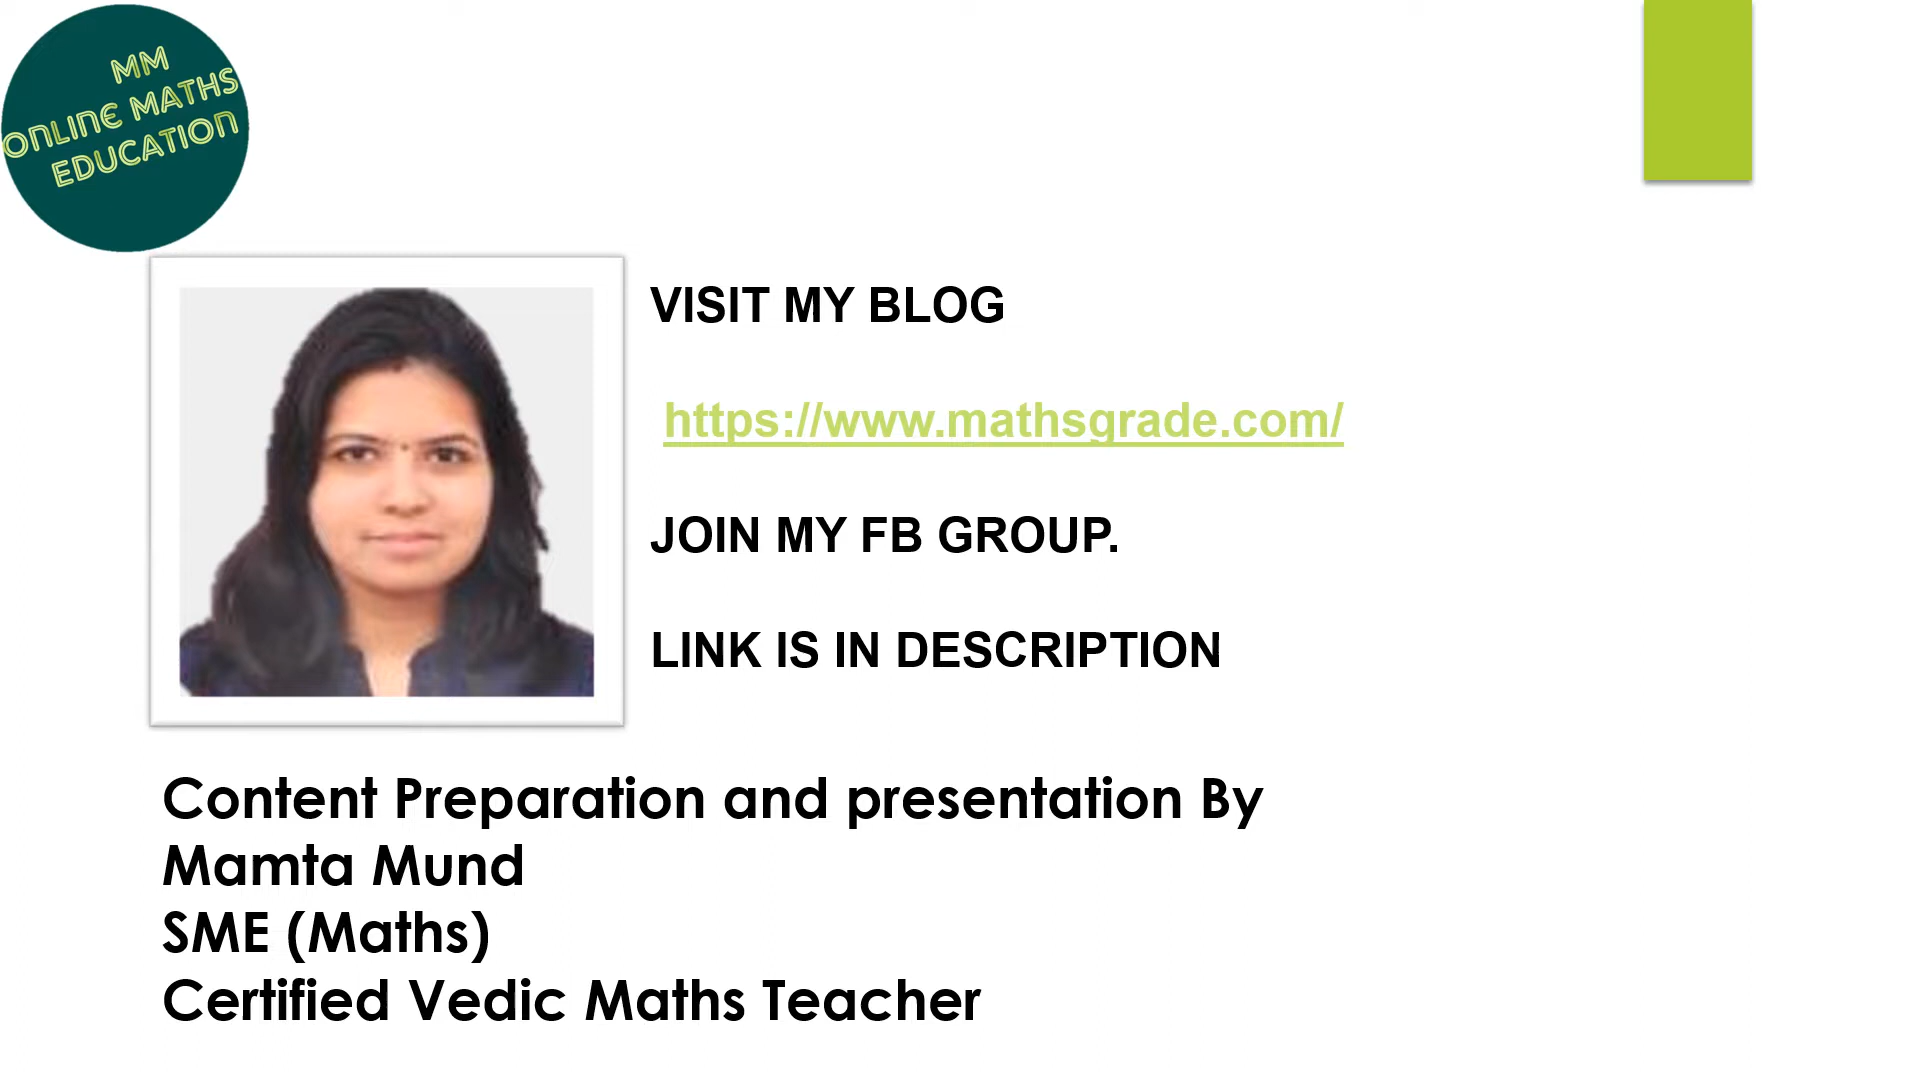 MM
ONLINE MATHS
EDUCATION
VISIT MY BLOG
https://www.mathsgrade.com/
JOIN MY FB GROUP.
LINK IS IN DESCRIPTION
Content Preparation and presentation By
Mamta Mund
SME (Maths)
Certified Vedic Maths Teacher